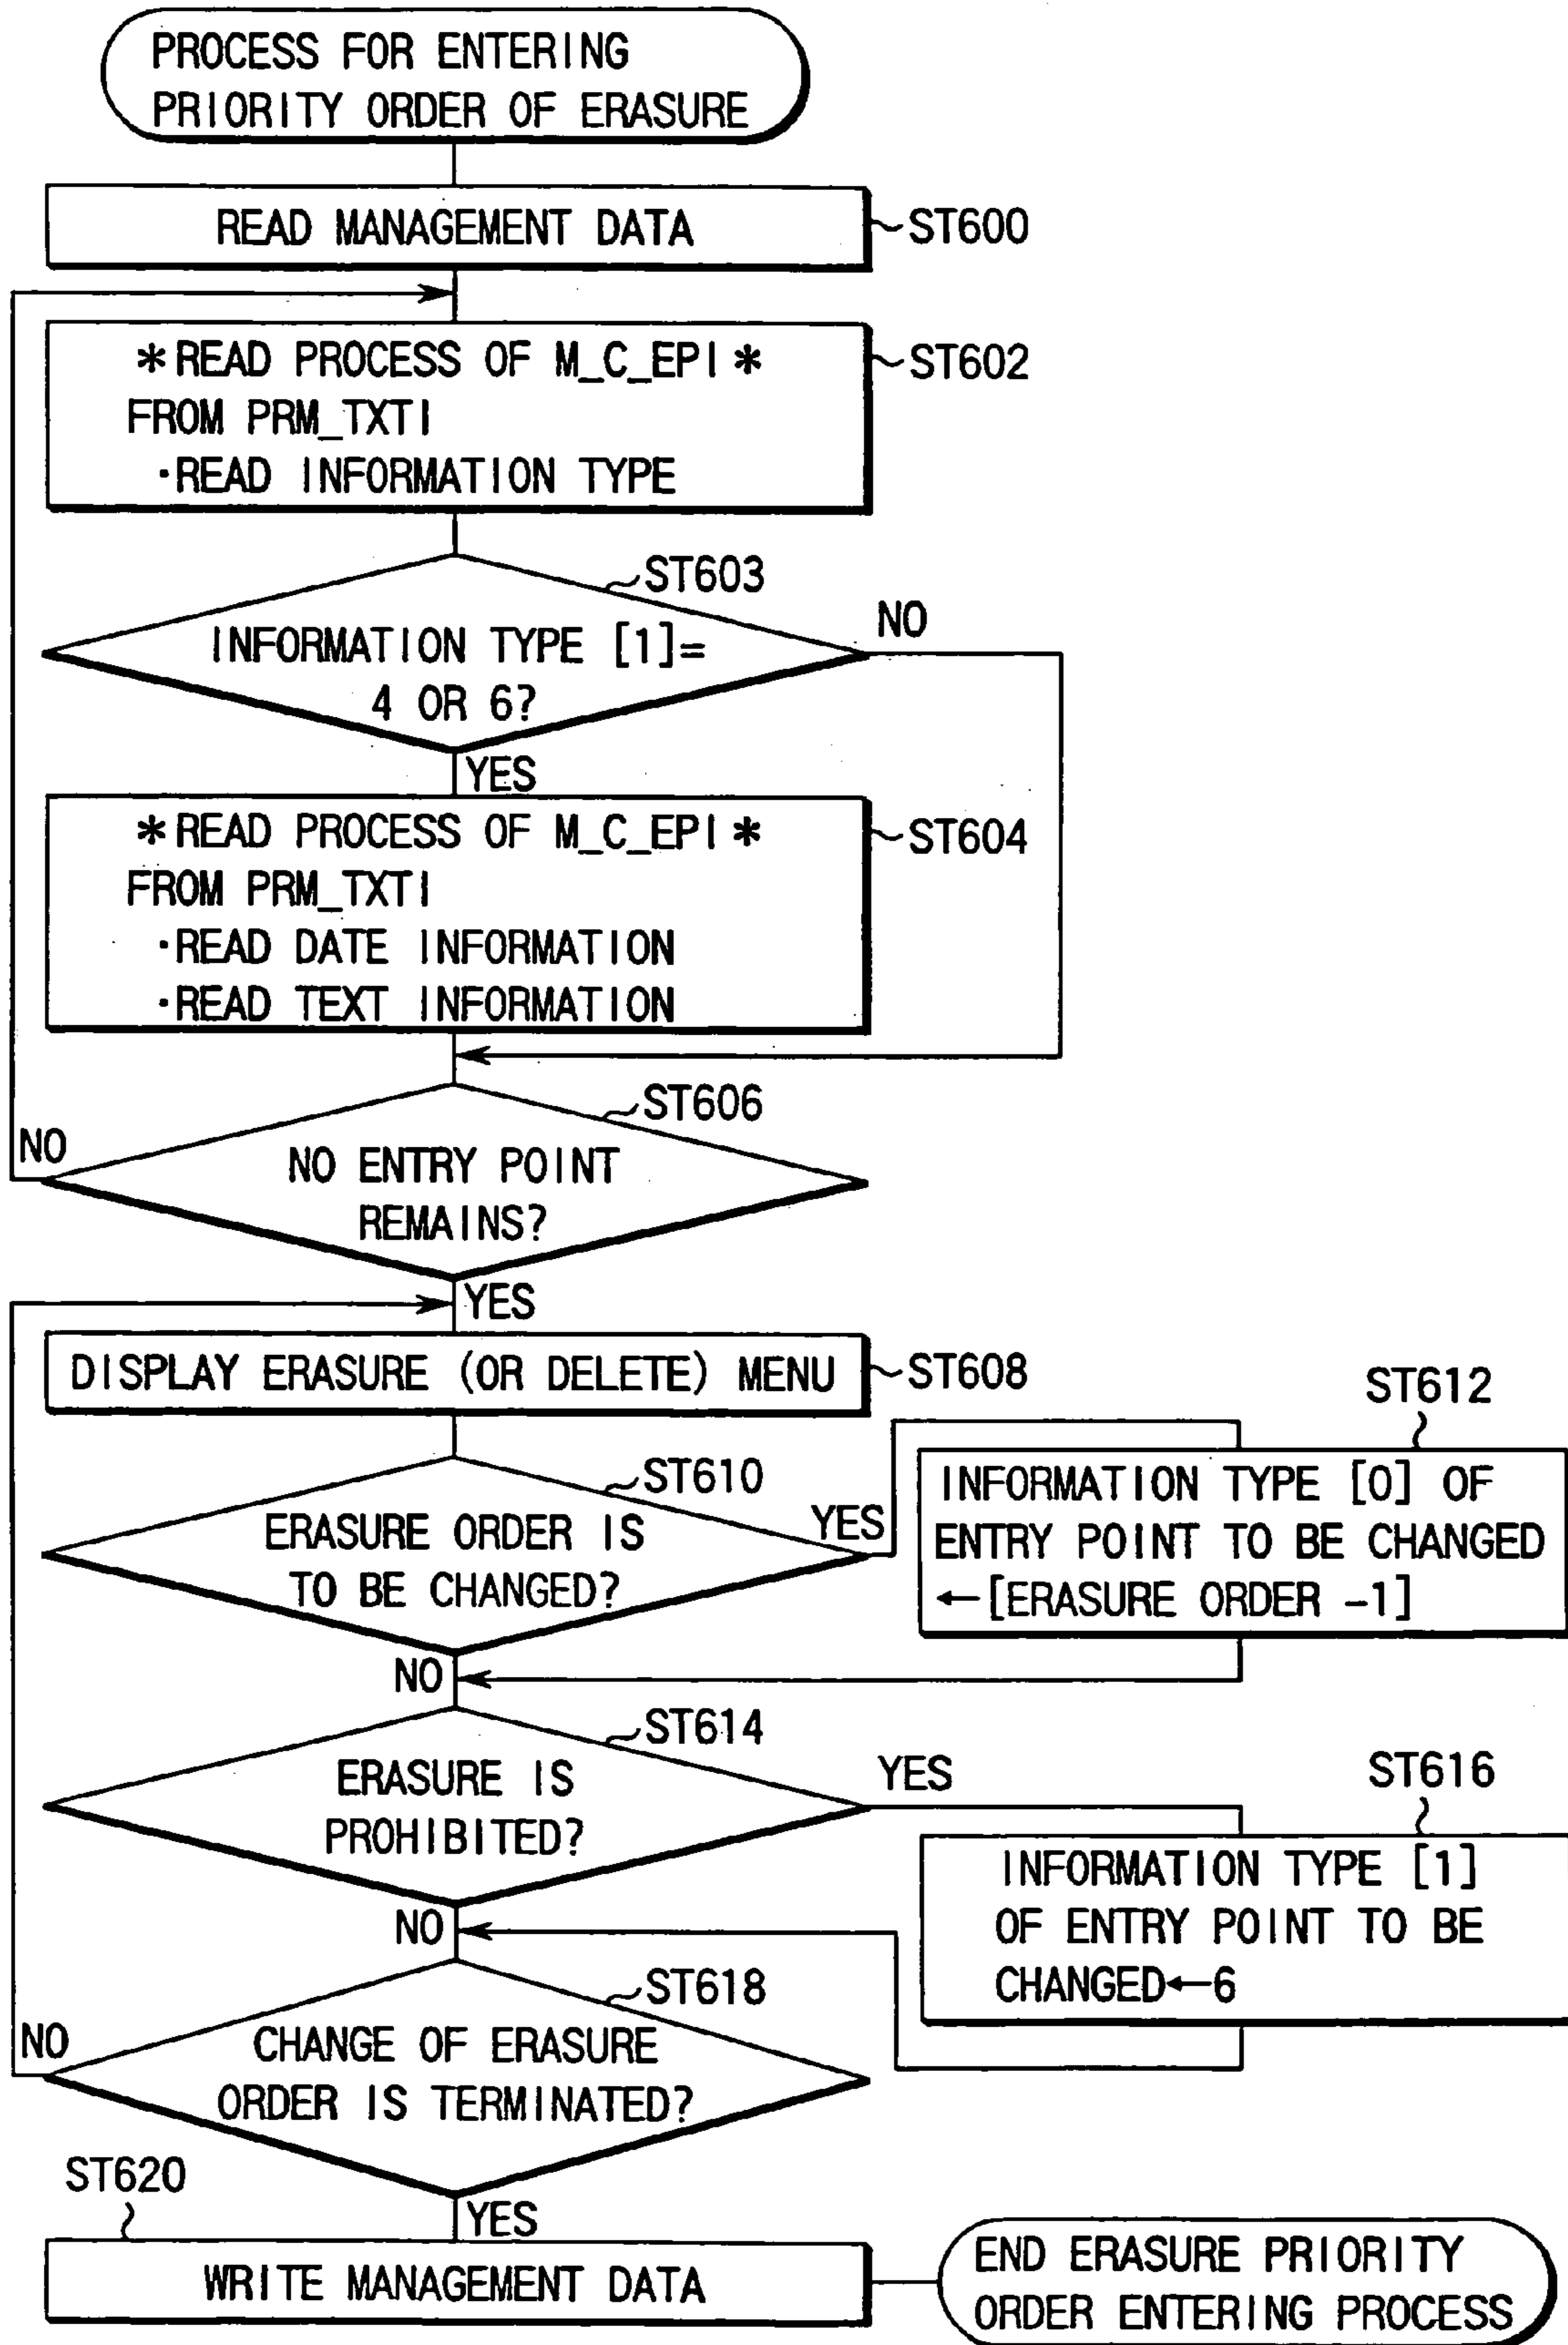 PROCESS FOR ENTERING
PRIORITY ORDER OF ERASURE
READ MANAGEMENT DATA
ST600
*READ PROCESS OF M_C_EPI*
FROM PRM_TXTI
·READ INFORMATION TYPE
ST602
ST603
INFORMATION TYPE [1]=
4 OR 6?
NO
YES
*READ PROCESS OF M_C_EPI*
FROM PRM_TXTI
·READ DATE INFORMATION
·READ TEXT INFORMATION
ST604
ST606
NO
NO ENTRY POINT
REMAINS?
YES
DISPLAY ERASURE (OR DELETE) MENU
ST608
ST610
ERASURE ORDER IS
TO BE CHANGED?
YES
ST612
INFORMATION TYPE [0] OF
ENTRY POINT TO BE CHANGED
←[ERASURE ORDER -1]
NO
ST614
ERASURE IS
PROHIBITED?
YES
ST616
INFORMATION TYPE [1]
OF ENTRY POINT TO BE
CHANGED←6
NO
ST618
NO
CHANGE OF ERASURE
ORDER IS TERMINATED?
YES
ST620
WRITE MANAGEMENT DATA
END ERASURE PRIORITY
ORDER ENTERING PROCESS